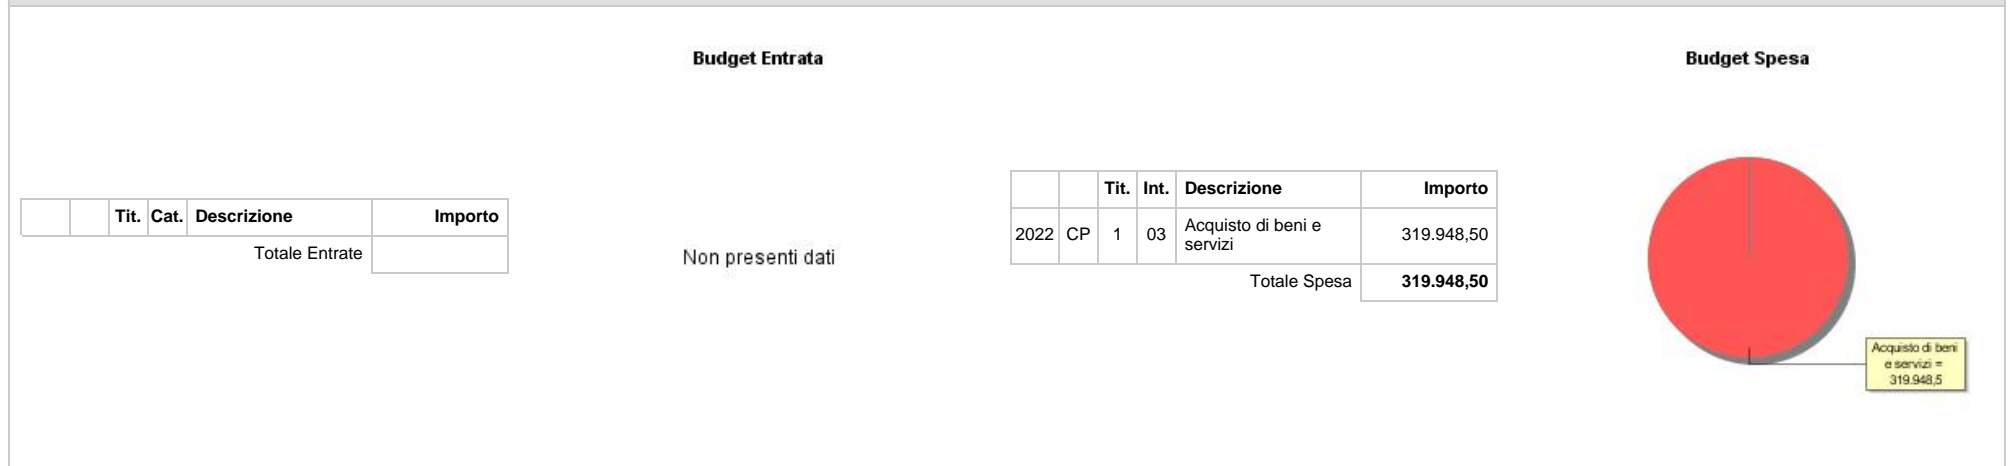 Budget Entrata
Tit. Cat. Descrizione Importo
Totale Entrate
Non presenti dati
Budget Spesa
Tit. Int. Descrizione Importo
2022 CP 1 03 Acquisto di beni e servizi 319.948,50
Totale Spesa 319.948,50
Acquisto di beni
e servizi =
319.948,5